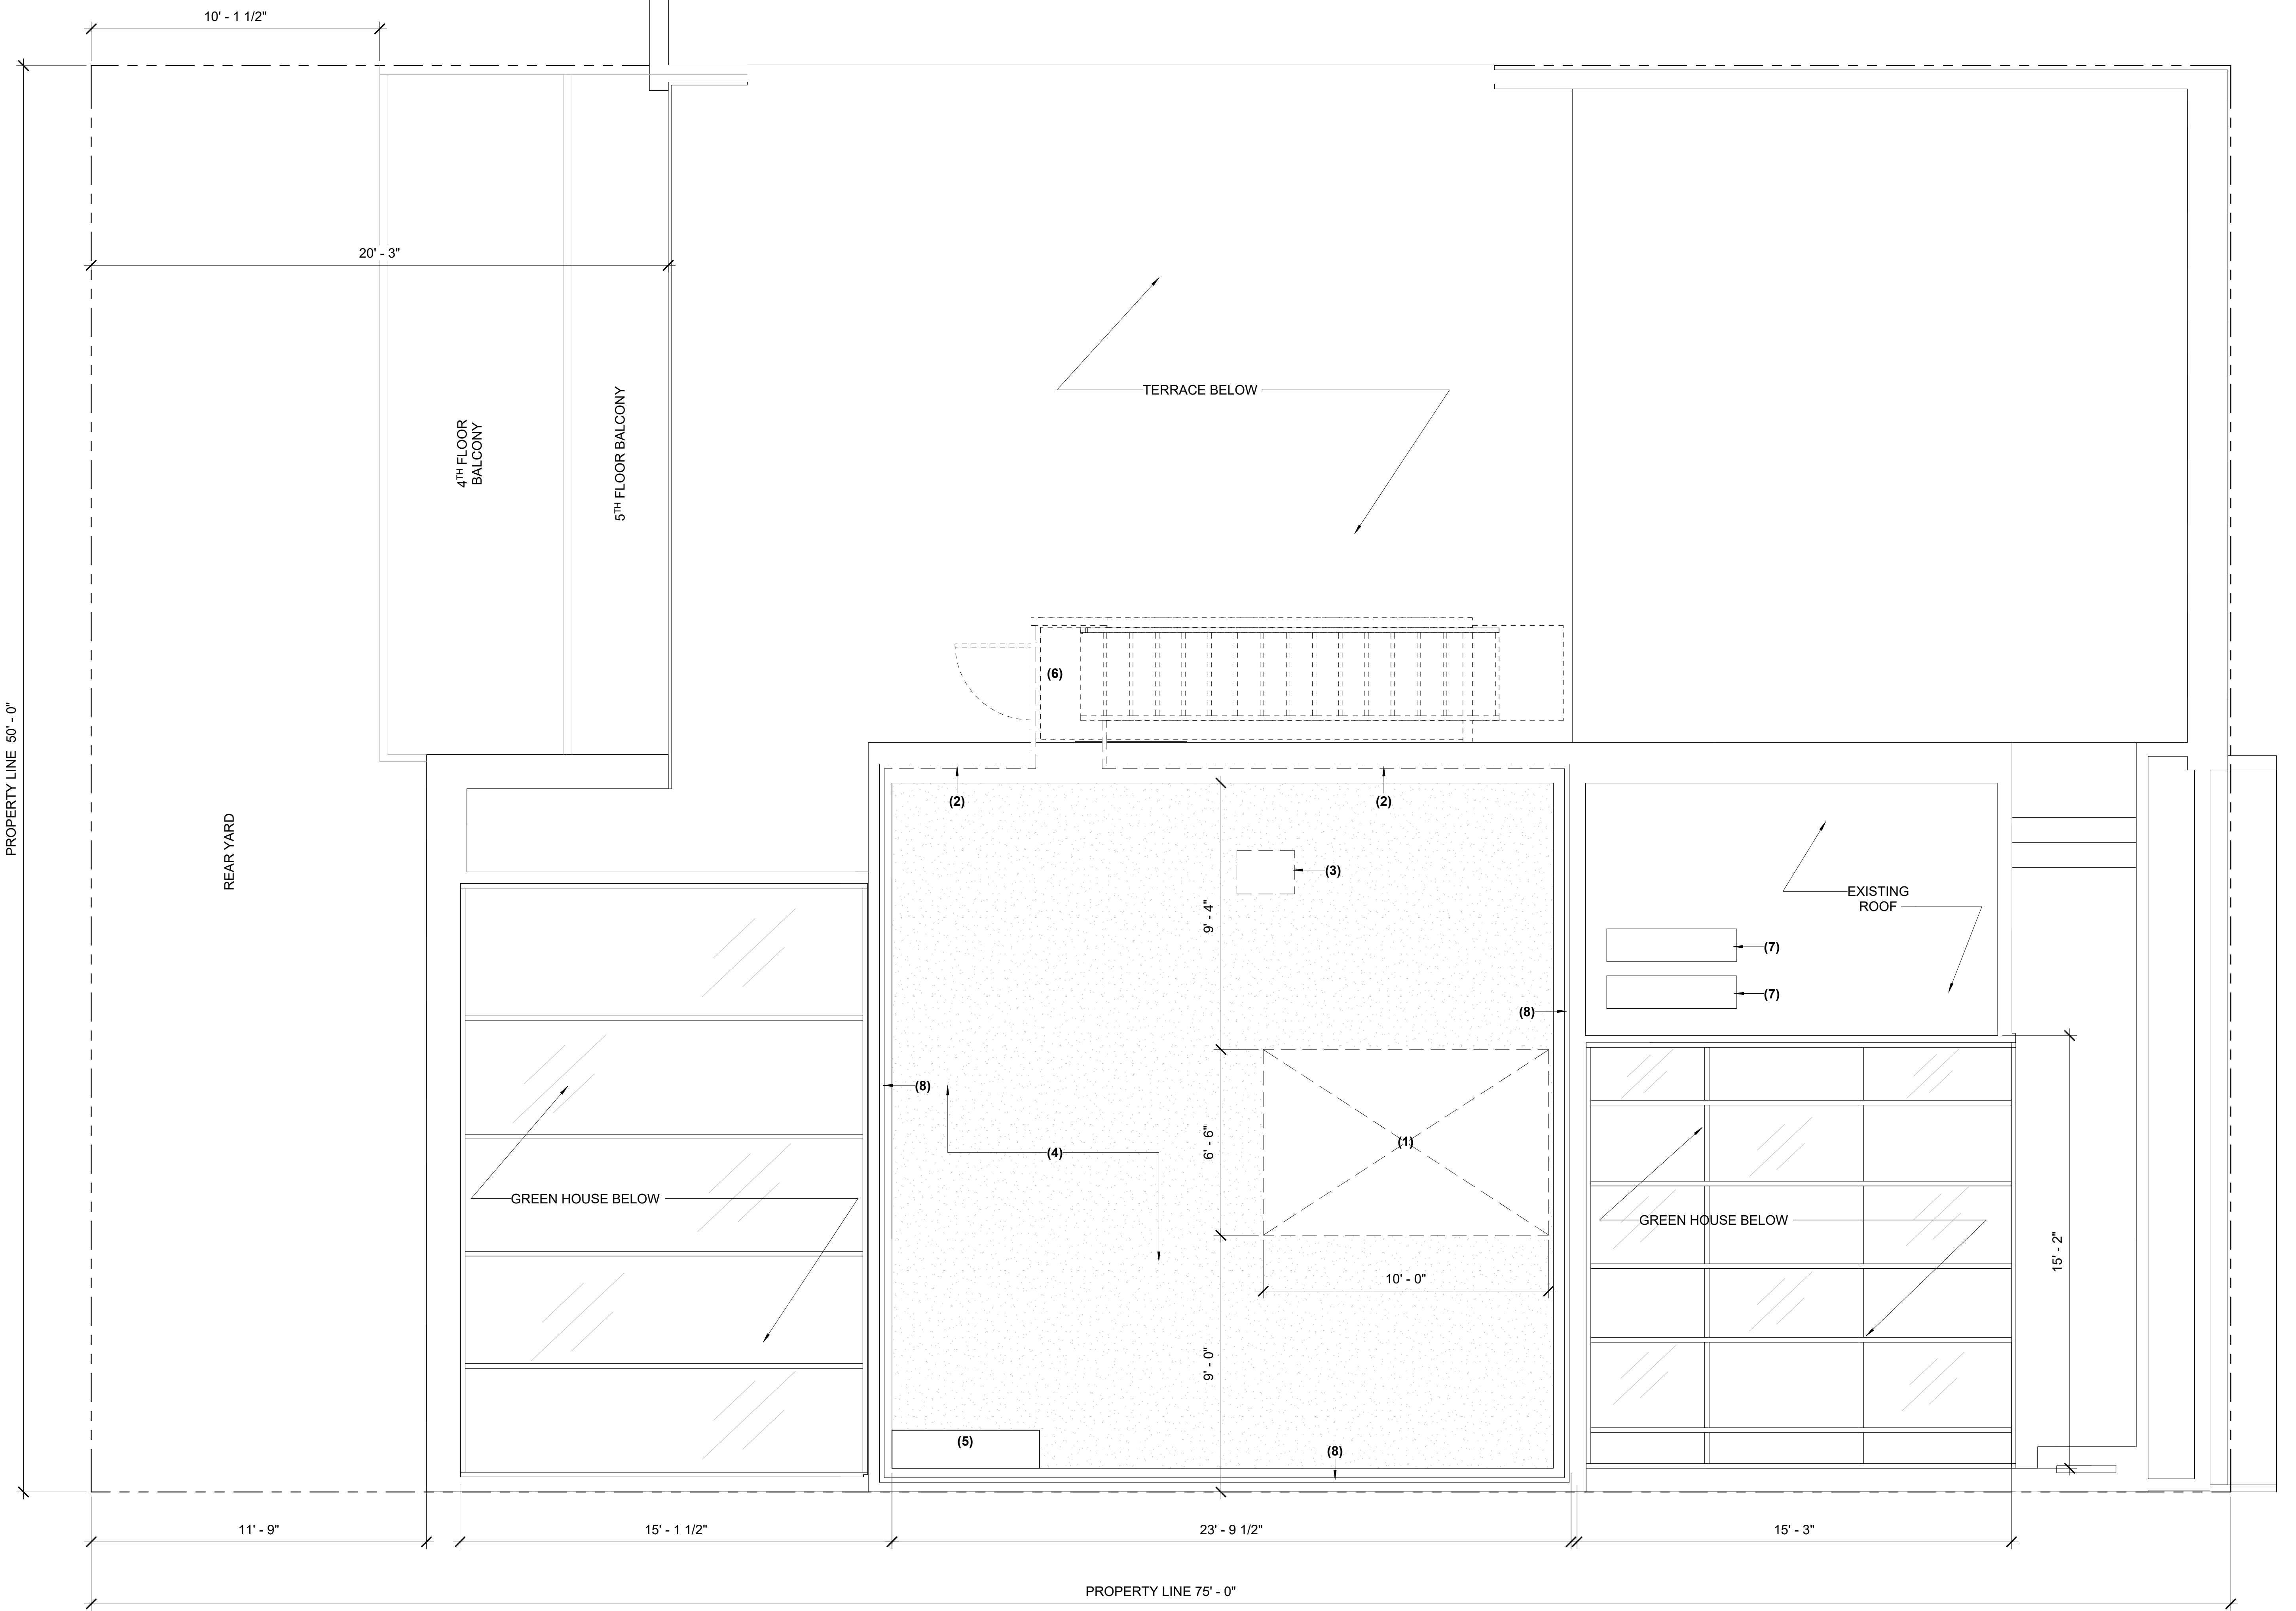 10' - 1 1/2"
20' - 3"
TERRACE BELOW
4TH FLOOR
BALCONY
5TH FLOOR BALCONY
(6)
PROPERTY LINE 50' - 0"
REAR YARD
(2)
(2)
(3)
9' - 4"
EXISTING
ROOF
(7)
(7)
(8)
(8)
(4)
6' - 6"
(1)
GREEN HOUSE BELOW
GREEN HOUSE BELOW
15' - 2"
10' - 0"
9' - 0"
(5)
(8)
11' - 9"
15' - 1 1/2"
23' - 9 1/2"
15' - 3"
PROPERTY LINE 75' - 0"